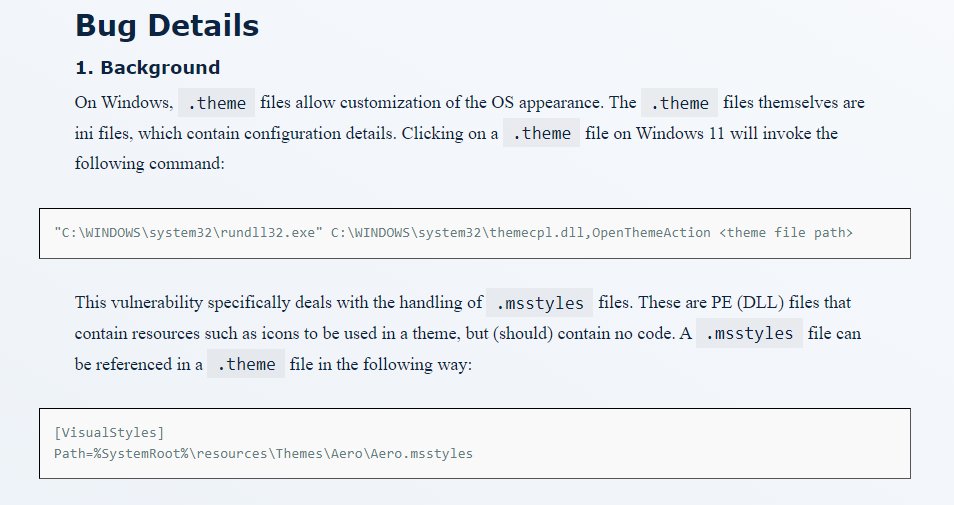 Bug Details
1. Background
On Windows, .theme files allow customization of the OS appearance. The .theme files themselves are
ini files, which contain configuration details. Clicking on a .theme file on Windows 11 will invoke the
following command:
"C:\WINDOWS\system32\rundll32.exe" C:\WINDOWS\system32\themecpl.dll,OpenThemeAction <theme file path>
This vulnerability specifically deals with the handling of .msstyles files. These are PE (DLL) files that
contain resources such as icons to be used in a theme, but (should) contain no code. A .msstyles file can
be referenced in a .theme file in the following way:
[VisualStyles]
Path=%SystemRoot%\resources\Themes\Aero\Aero.msstyles